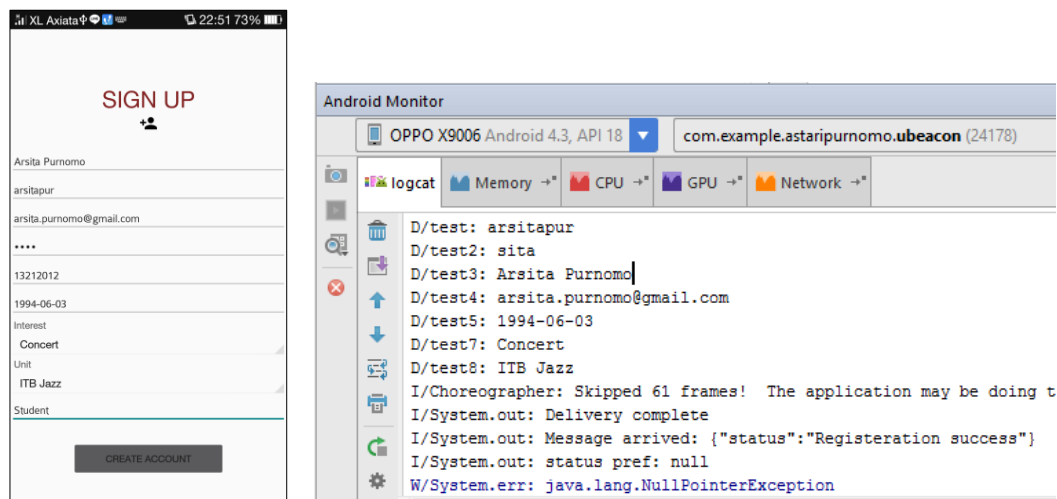 XL Axiata 22:51 73%
SIGN UP
Arsita Purnomo
arsitapur
arsita.purnomo@gmail.com
••••
13212012
1994-06-03
Interest
Concert
Unit
ITB Jazz
Student
CREATE ACCOUNT
Android Monitor
OPPO X9006 Android 4.3, API 18 com.example.astaripurnomo.ubeacon (24178)
logcat Memory CPU GPU Network
D/test: arsitapur
D/test2: sita
D/test3: Arsita Purnomo
D/test4: arsita.purnomo@gmail.com
D/test5: 1994-06-03
D/test7: Concert
D/test8: ITB Jazz
I/Choreographer: Skipped 61 frames!  The application may be doing t
I/System.out: Delivery complete
I/System.out: Message arrived: {"status":"Registeration success"}
I/System.out: status pref: null
W/System.err: java.lang.NullPointerException